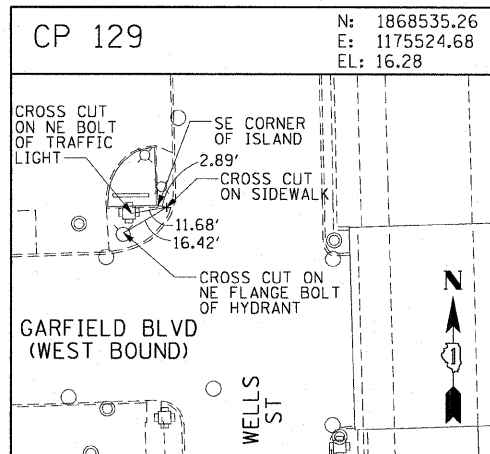 CP 129
N: 1868535.26
E: 1175524.68
EL: 16.28
CROSS CUT
ON NE BOLT
OF TRAFFIC
LIGHT
SE CORNER
OF ISLAND
2.89'
CROSS CUT
ON SIDEWALK
11.68'
16.42'
CROSS CUT ON
NE FLANGE BOLT
OF HYDRANT
GARFIELD BLVD
(WEST BOUND)
WELLS
ST
N
1